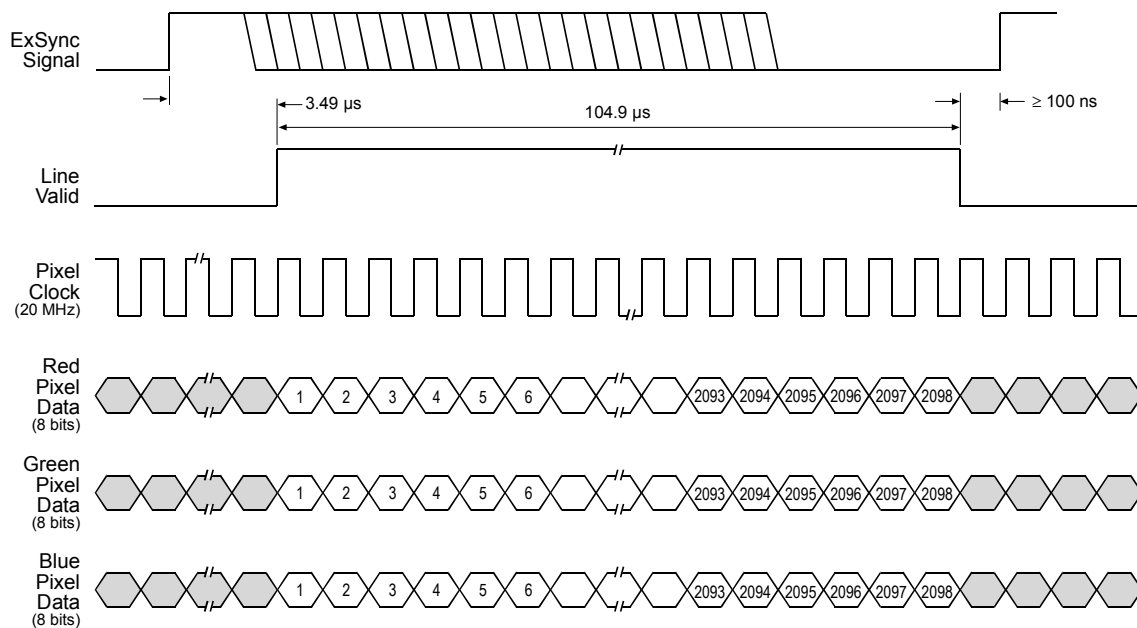 ExSync
Signal
3.49 µs
104.9 µs
≥ 100 ns
Line
Valid
Pixel
Clock
(20 MHz)
Red
Pixel
Data
(8 bits)
1 2 3 4 5 6 2093 2094 2095 2096 2097 2098
Green
Pixel
Data
(8 bits)
1 2 3 4 5 6 2093 2094 2095 2096 2097 2098
Blue
Pixel
Data
(8 bits)
1 2 3 4 5 6 2093 2094 2095 2096 2097 2098